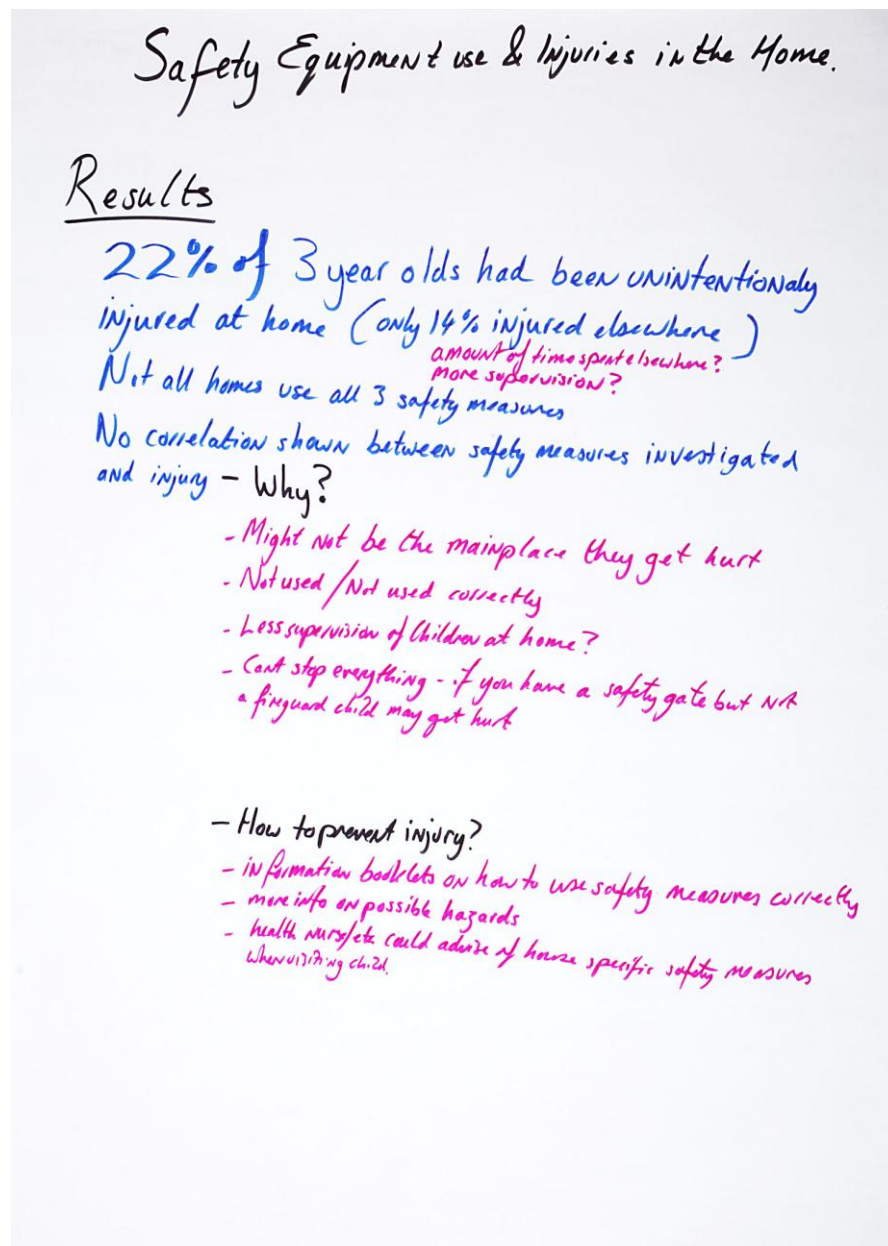 Safety Equipment use & Injuries in the Home.
Results
22% of 3 year olds had been unintentionaly
injured at home (only 14% injured elsewhere)
amount of time spent elsewhere?
more supervision?
Not all homes use all 3 safety measures
No correlation shown between safety measures investigated
and injury - Why?
- Might not be the mainplace they get hurt
- Not used / Not used correctly
- Less supervision of Children at home?
- Cant stop everything - if you have a safety gate but not
a fireguard child may get hurt
- How to prevent injury?
- information booklets on how to use safety measures correctly
- more info on possible hazards
- health nurse/etc could advise of house specific safety measures
when visiting child.